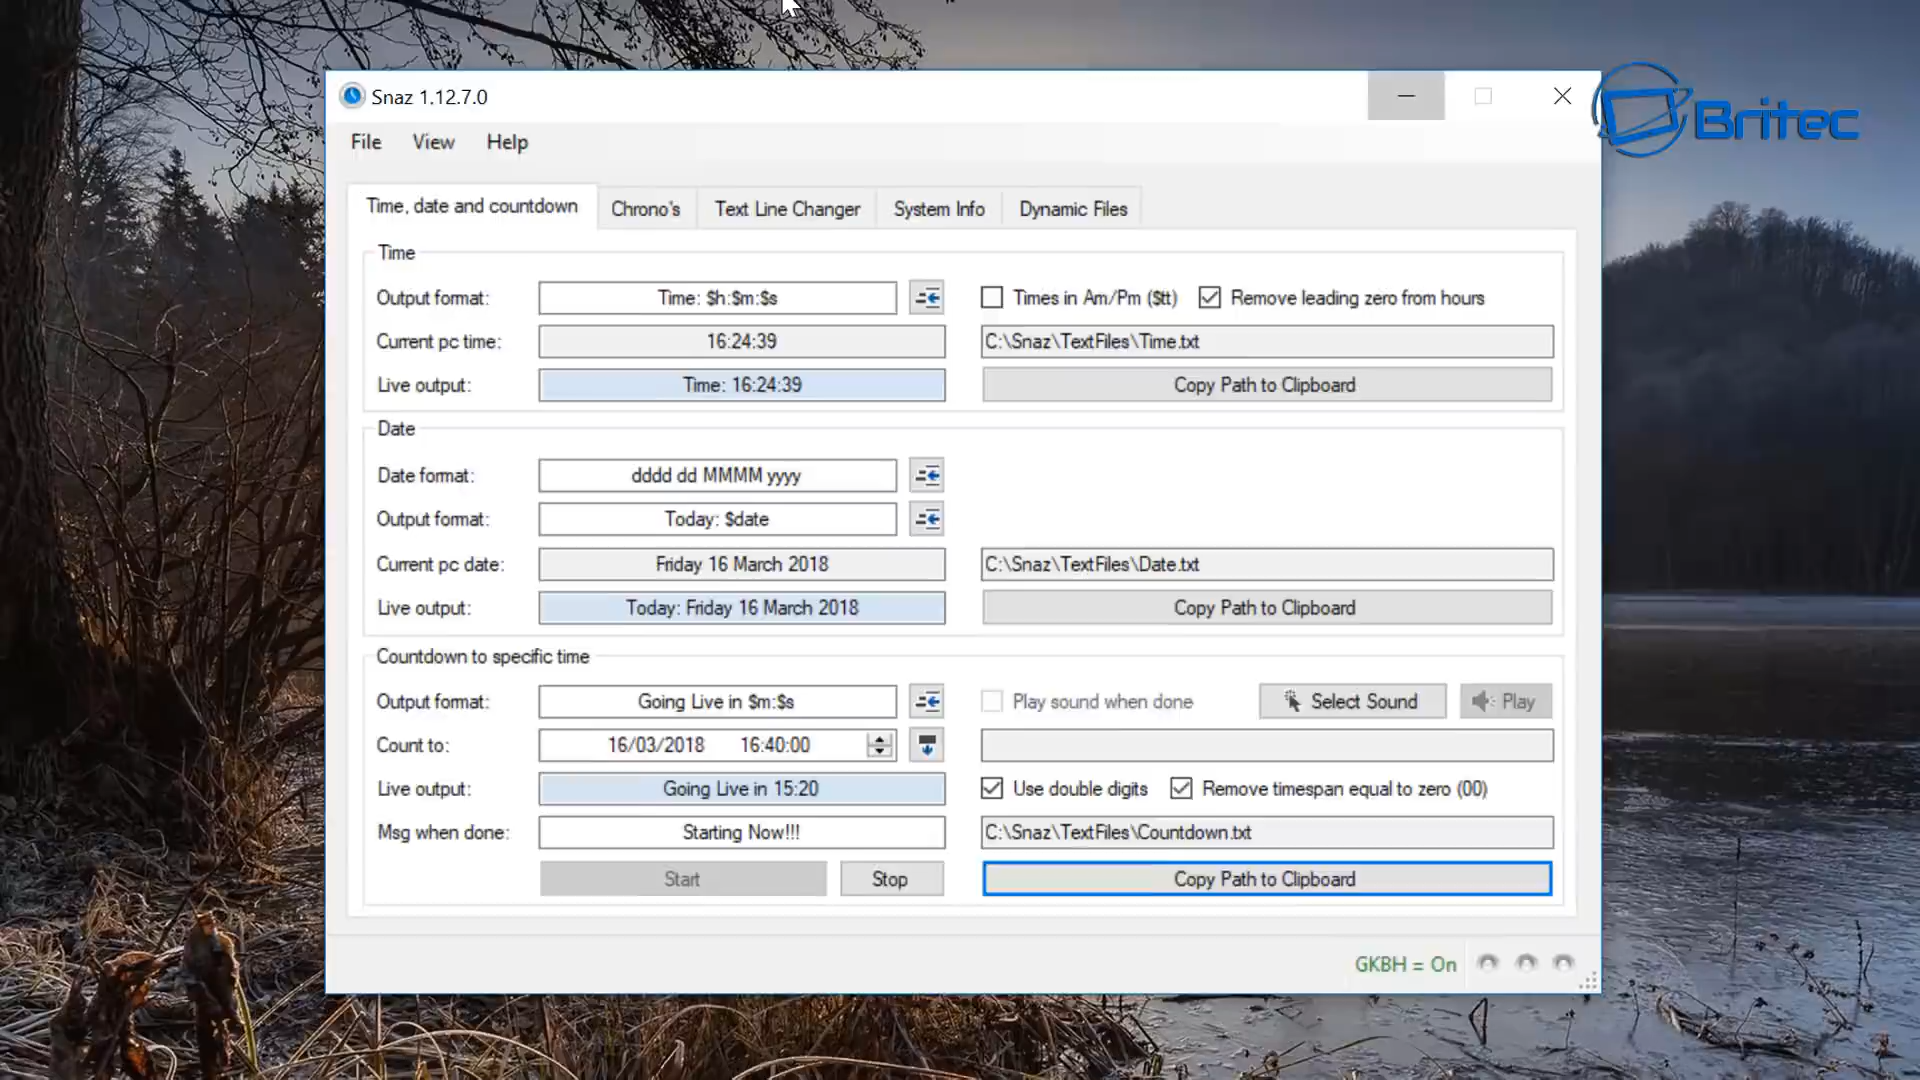 Snaz 1.12.7.0
Britec
File View Help
Time, date and countdown Chrono's Text Line Changer System Info Dynamic Files
Time
Output format: Time: $h:$m:$s Times in Am/Pm ($tt) Remove leading zero from hours
Current pc time: 16:24:39 C:\Snaz\TextFiles\Time.txt
Live output: Time: 16:24:39 Copy Path to Clipboard
Date
Date format: dddd dd MMMM yyyy
Output format: Today: $date
Current pc date: Friday 16 March 2018 C:\Snaz\TextFiles\Date.txt
Live output: Today: Friday 16 March 2018 Copy Path to Clipboard
Countdown to specific time
Output format: Going Live in $m:$s Play sound when done Select Sound Play
Count to: 16/03/2018 16:40:00
Live output: Going Live in 15:20 Use double digits Remove timespan equal to zero (00)
Msg when done: Starting Now!!! C:\Snaz\TextFiles\Countdown.txt
Start Stop Copy Path to Clipboard
GKBH = On